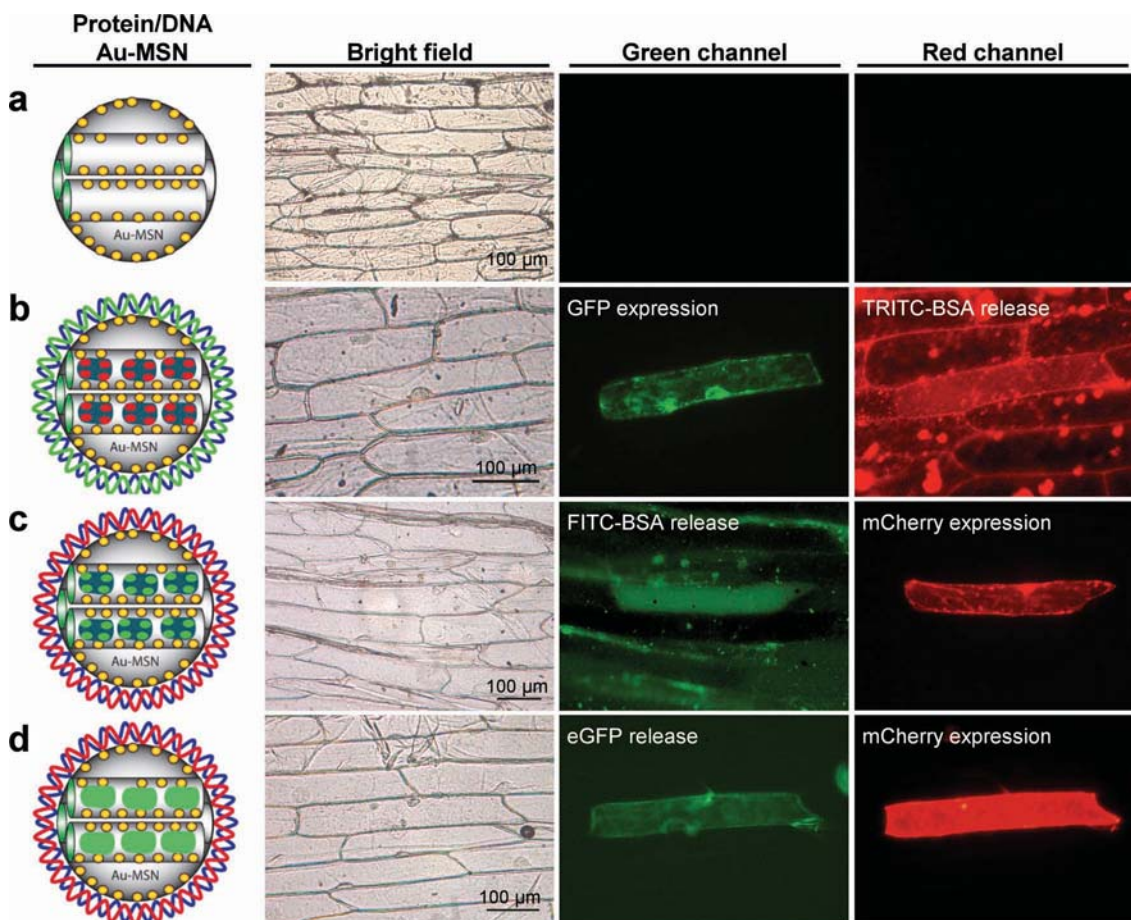 Protein/DNA
Au-MSN
Bright field
Green channel
Red channel
a
Au-MSN
100 µm
b
Au-MSN
100 µm
GFP expression
TRITC-BSA release
c
Au-MSN
100 µm
FITC-BSA release
mCherry expression
d
Au-MSN
100 µm
eGFP release
mCherry expression